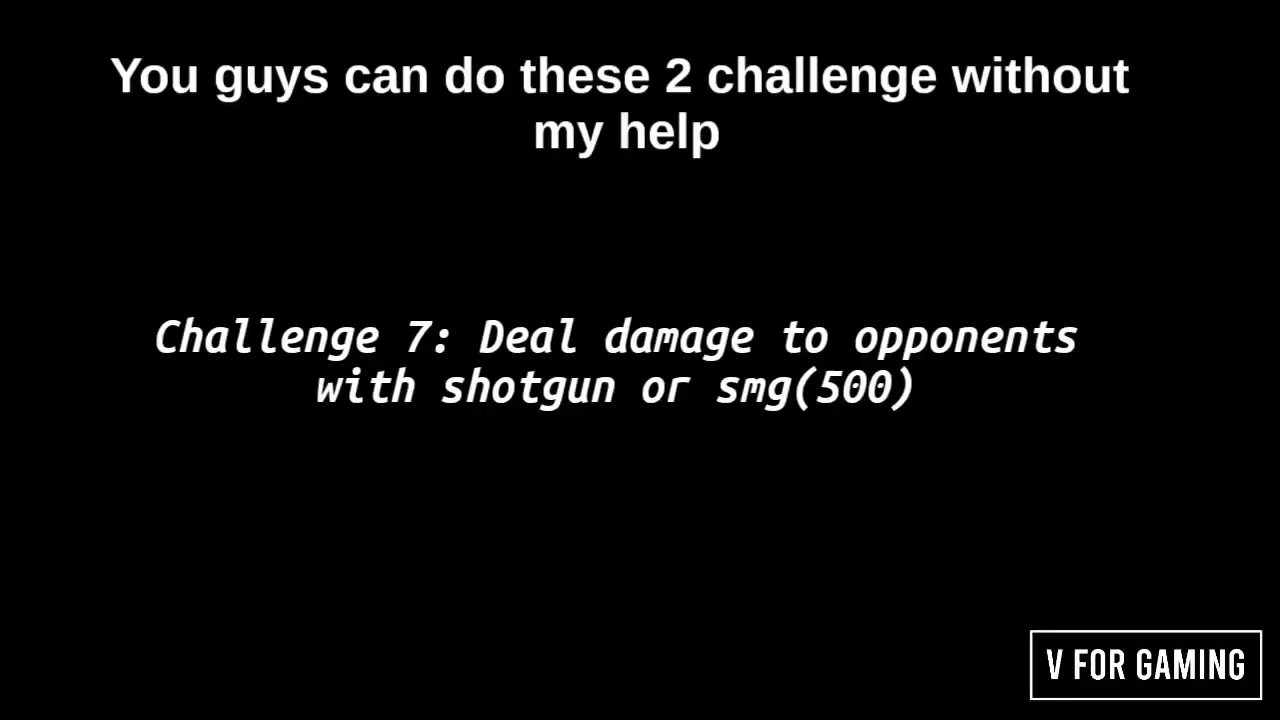 You guys can do these 2 challenge without
my help
Challenge 7: Deal damage to opponents
with shotgun or smg(500)
V FOR GAMING